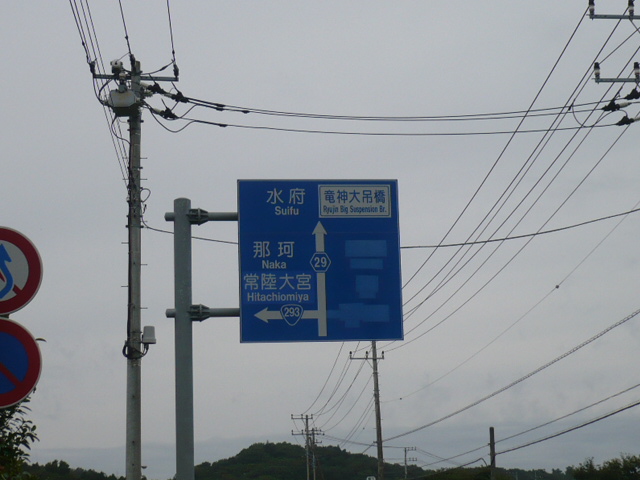 水府
Suifu
竜神大吊橋
Ryujin Big Suspension Br.
29
那珂
Naka
常陸大宮
Hitachiomiya
293